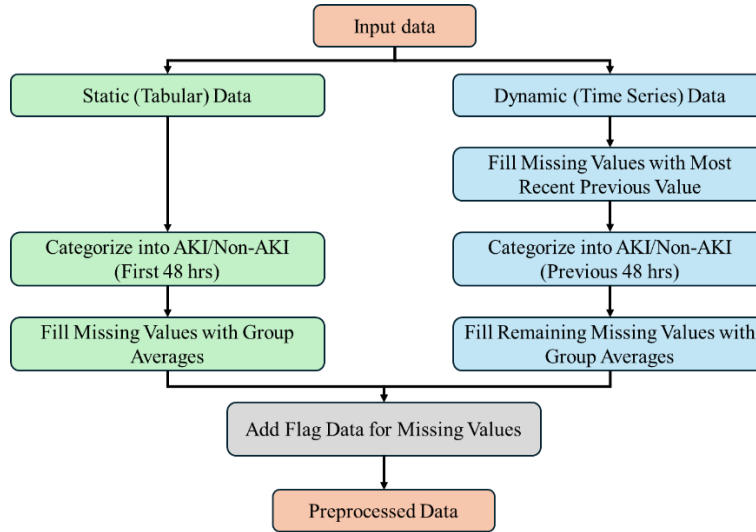 Input data
Static (Tabular) Data
Dynamic (Time Series) Data
Fill Missing Values with Most
Recent Previous Value
Categorize into AKI/Non-AKI
(First 48 hrs)
Categorize into AKI/Non-AKI
(Previous 48 hrs)
Fill Missing Values with Group
Averages
Fill Remaining Missing Values with
Group Averages
Add Flag Data for Missing Values
Preprocessed Data